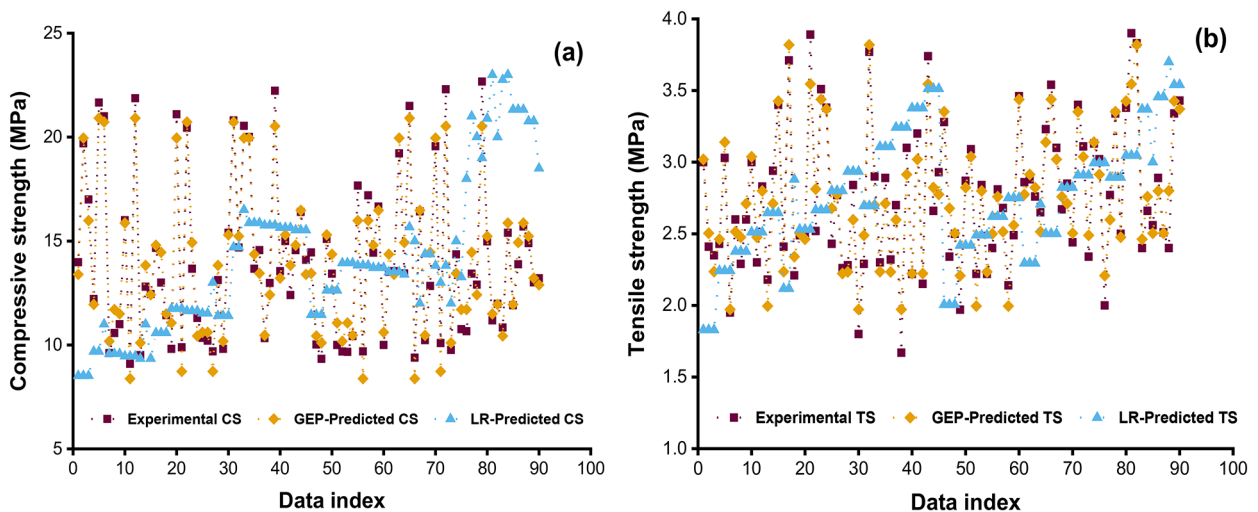 (a)
Compressive strength (MPa)
25
20
15
10
5
Experimental CS GEP-Predicted CS LR-Predicted CS
0 10 20 30 40 50 60 70 80 90 100
Data index
(b)
Tensile strength (MPa)
4.0
3.5
3.0
2.5
2.0
1.5
1.0
Experimental TS GEP-Predicted TS LR-Predicted TS
0 10 20 30 40 50 60 70 80 90 100
Data index